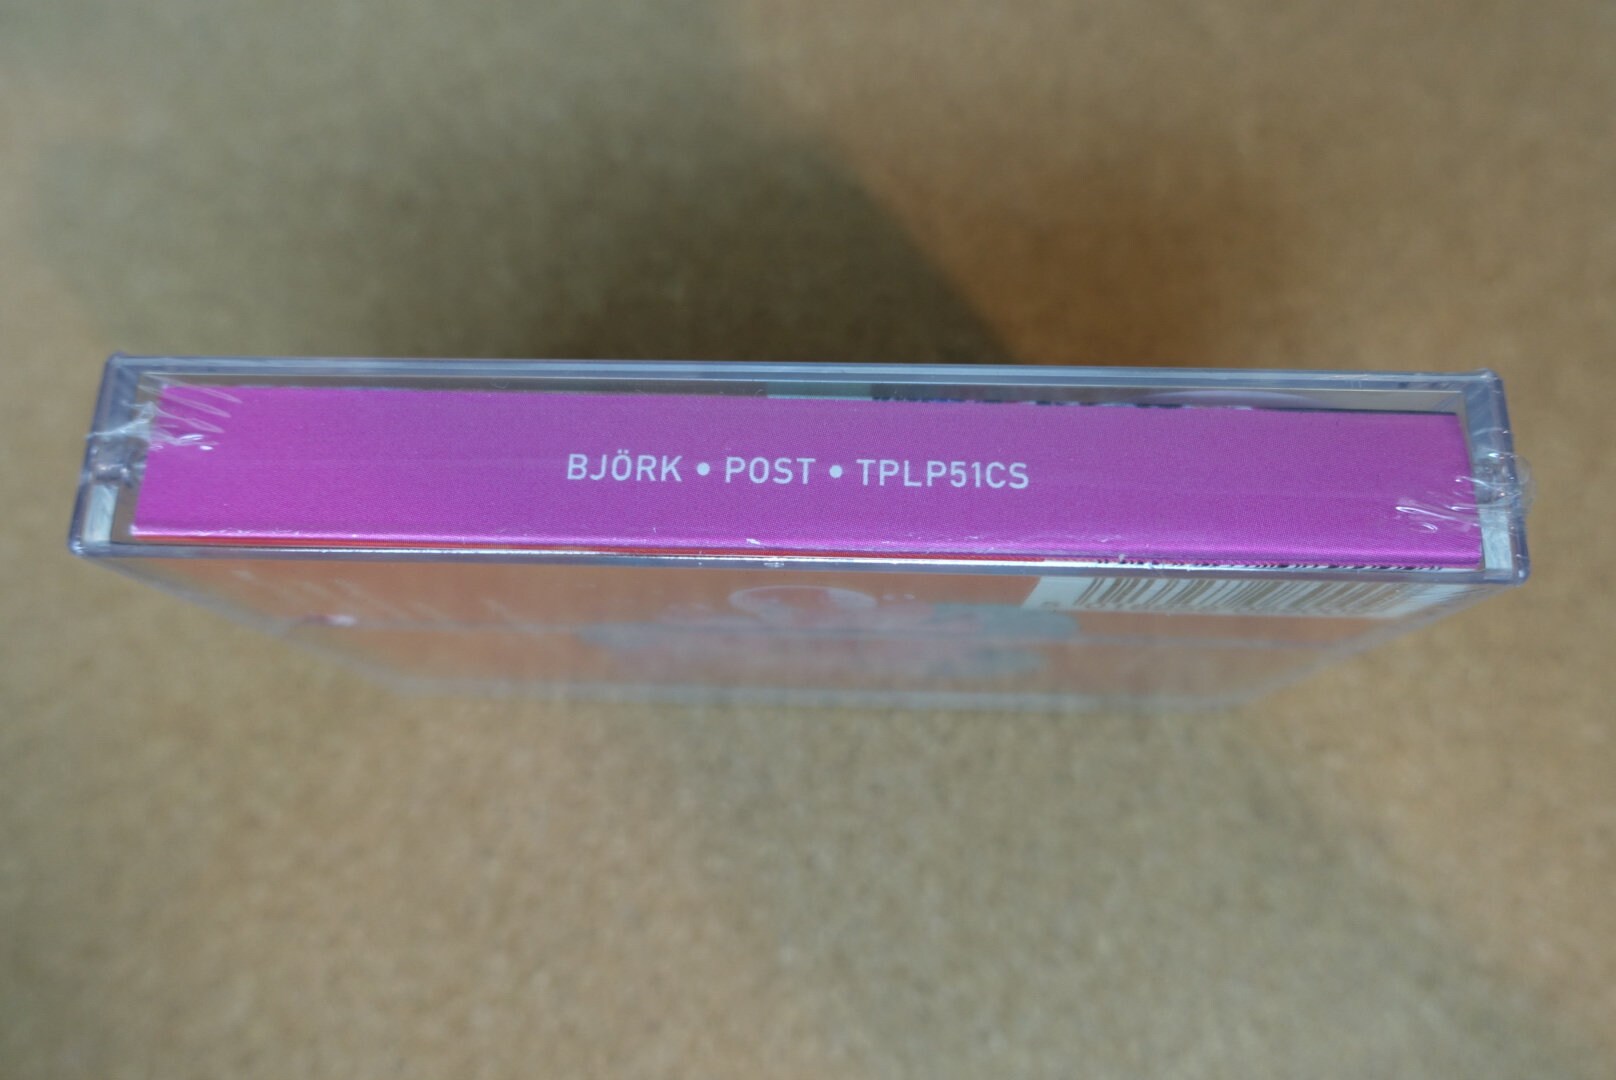 BJÖRK • POST • TPLP51CS